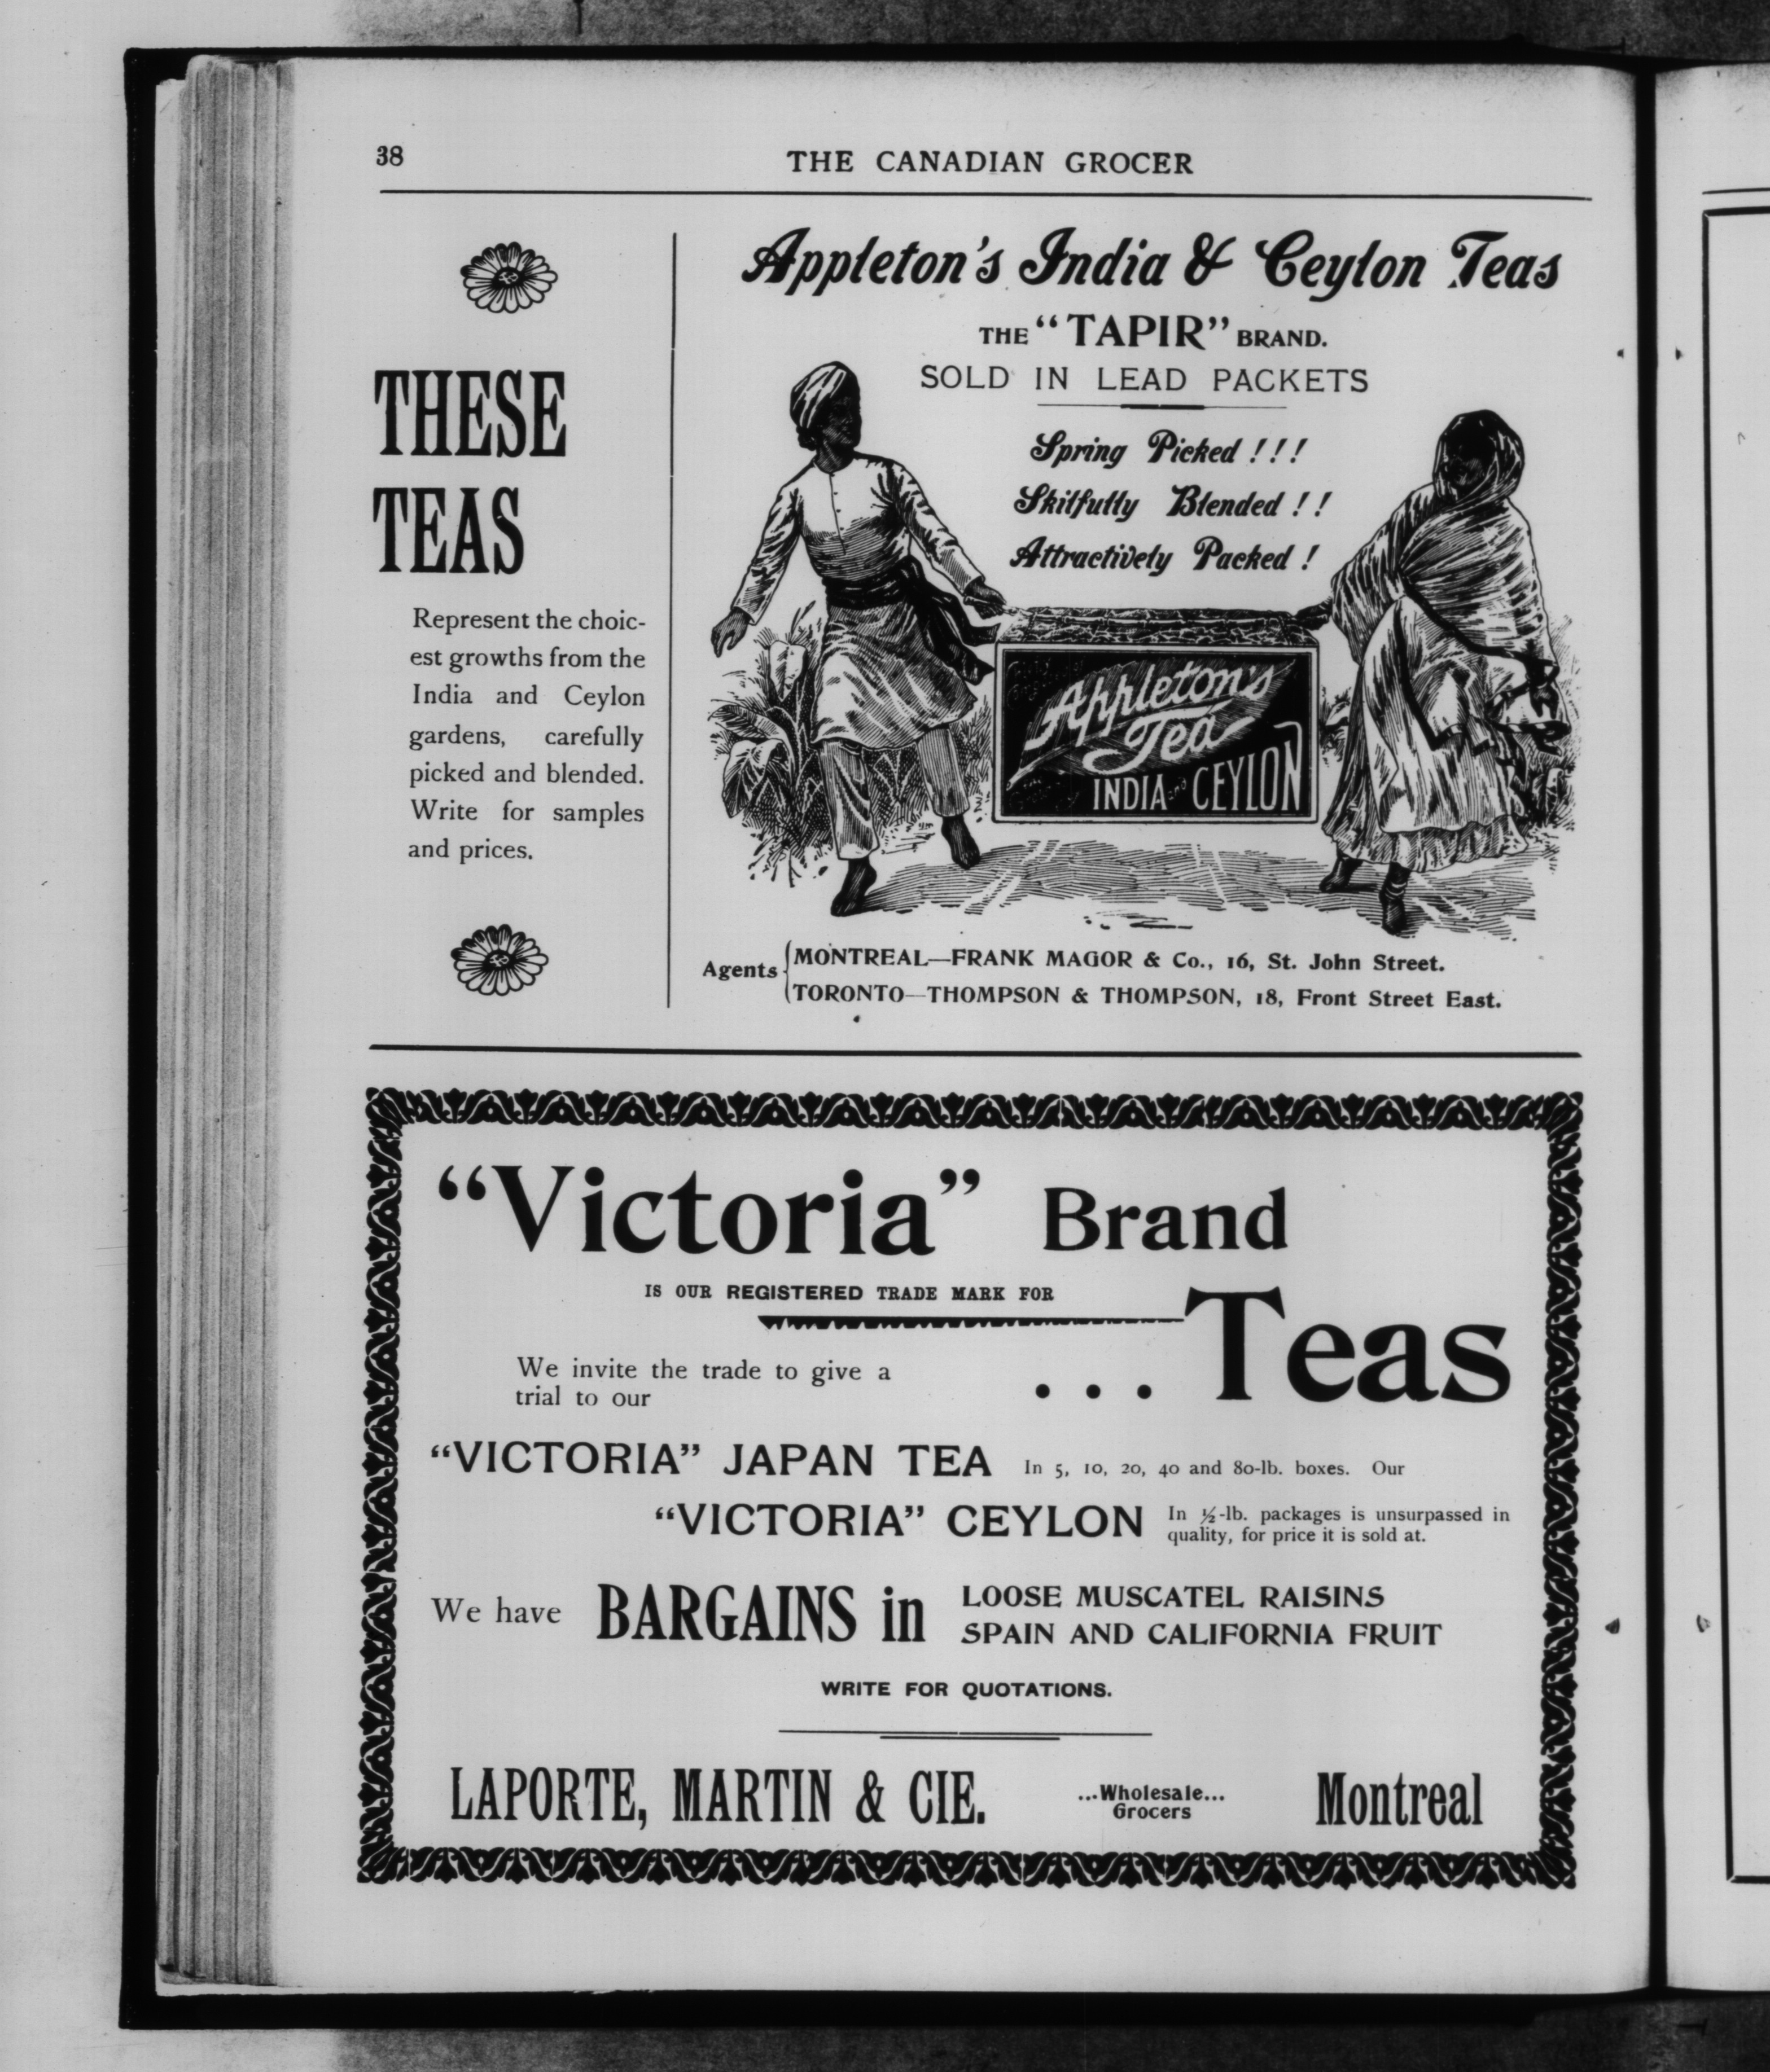 38
THE CANADIAN GROCER
THESE
TEAS
Represent the choic-
est growths from the
India and Ceylon
gardens, carefully
picked and blended.
Write for samples
and prices.
Appleton's India & Ceylon Teas
THE "TAPIR" BRAND.
SOLD IN LEAD PACKETS
Spring Picked ! ! !
Skilfully Blended ! !
Attractively Packed !
Appleton's
Tea
INDIA AND CEYLON
Agents
MONTREAL—FRANK MAGOR & Co., 16, St. John Street.
TORONTO—THOMPSON & THOMPSON, 18, Front Street East.
"Victoria" Brand
IS OUR REGISTERED TRADE MARK FOR
... Teas
We invite the trade to give a
trial to our
"VICTORIA" JAPAN TEA In 5, 10, 20, 40 and 80-lb. boxes. Our
"VICTORIA" CEYLON In ½-lb. packages is unsurpassed in
quality, for price it is sold at.
We have BARGAINS in LOOSE MUSCATEL RAISINS
SPAIN AND CALIFORNIA FRUIT
WRITE FOR QUOTATIONS.
LAPORTE, MARTIN & CIE. ...Wholesale... Montreal
Grocers